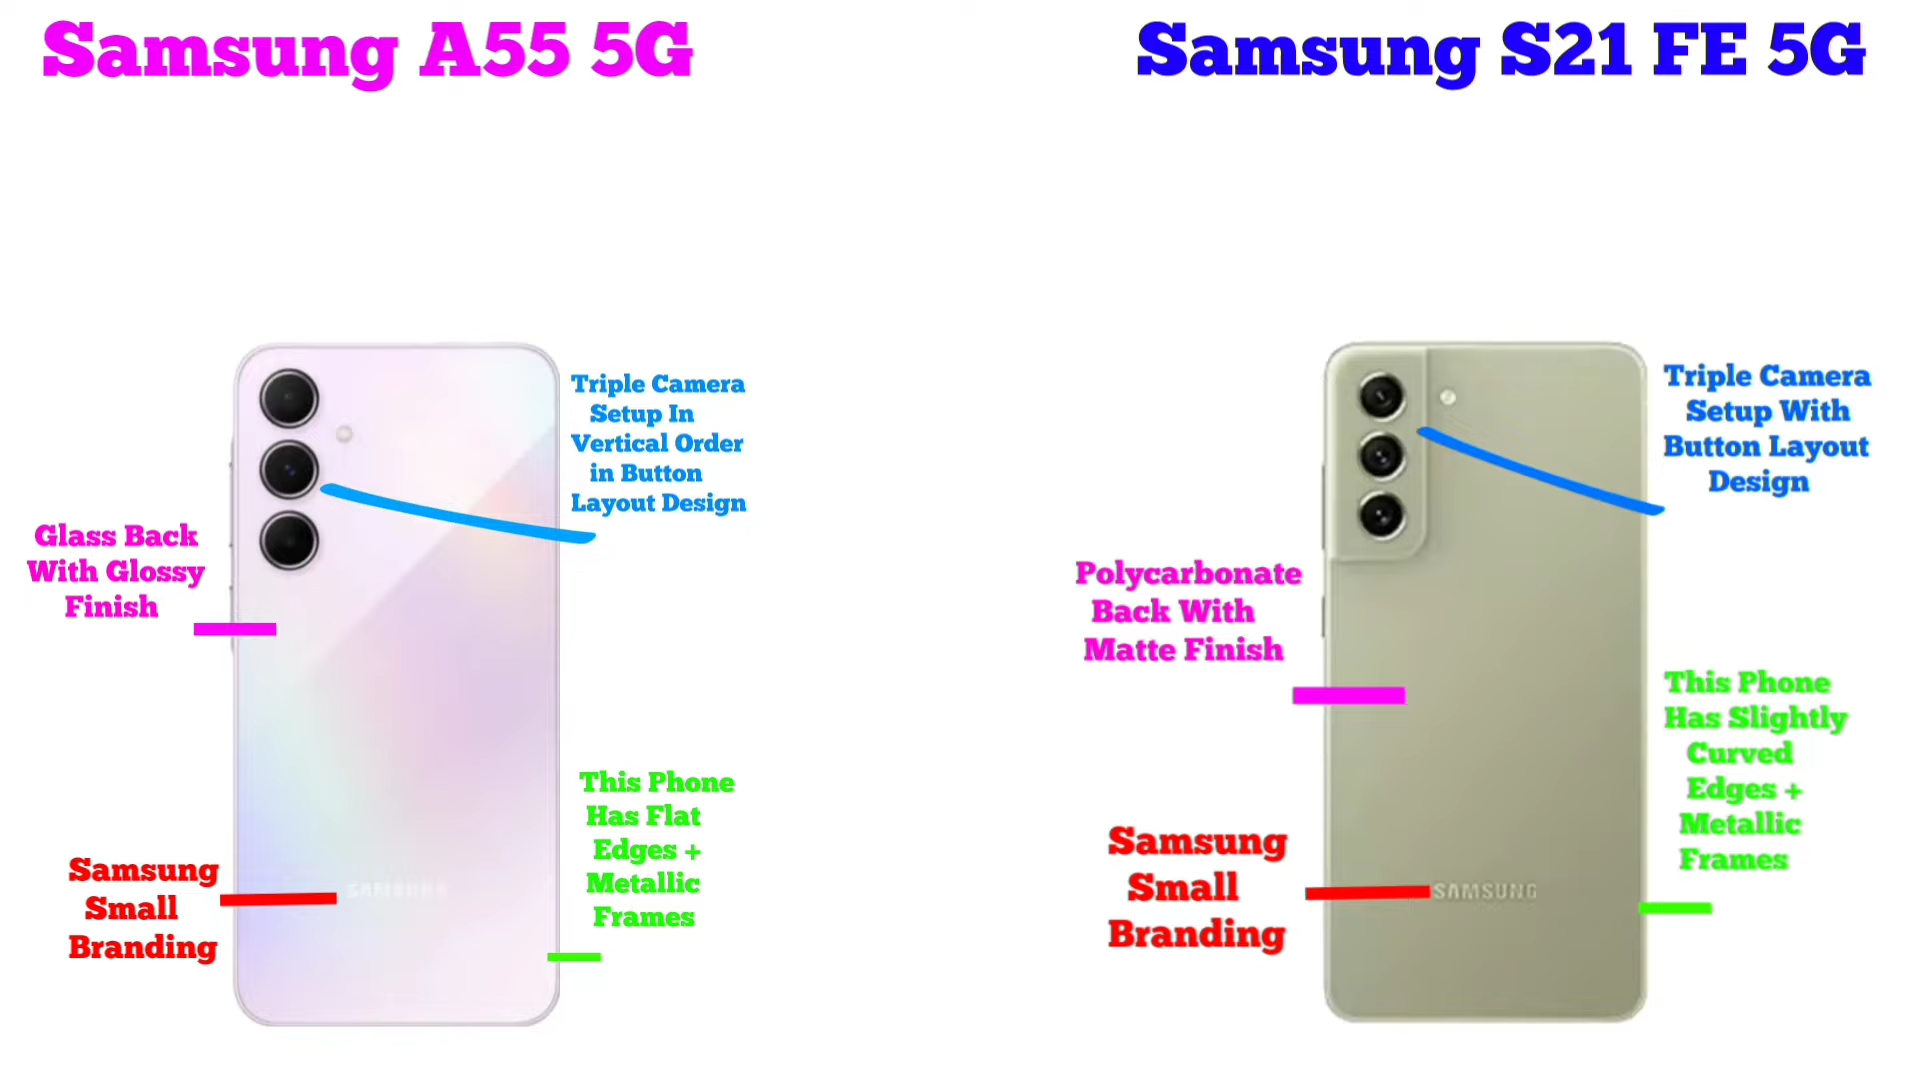 Samsung A55 5G
Triple Camera
Setup In
Vertical Order
in Button
Layout Design
Glass Back
With Glossy
Finish
This Phone
Has Flat
Edges +
Metallic
Frames
Samsung
Small
Branding
SAMSUNG
Samsung S21 FE 5G
Triple Camera
Setup With
Button Layout
Design
Polycarbonate
Back With
Matte Finish
This Phone
Has Slightly
Curved
Edges +
Metallic
Frames
Samsung
Small
Branding
SAMSUNG